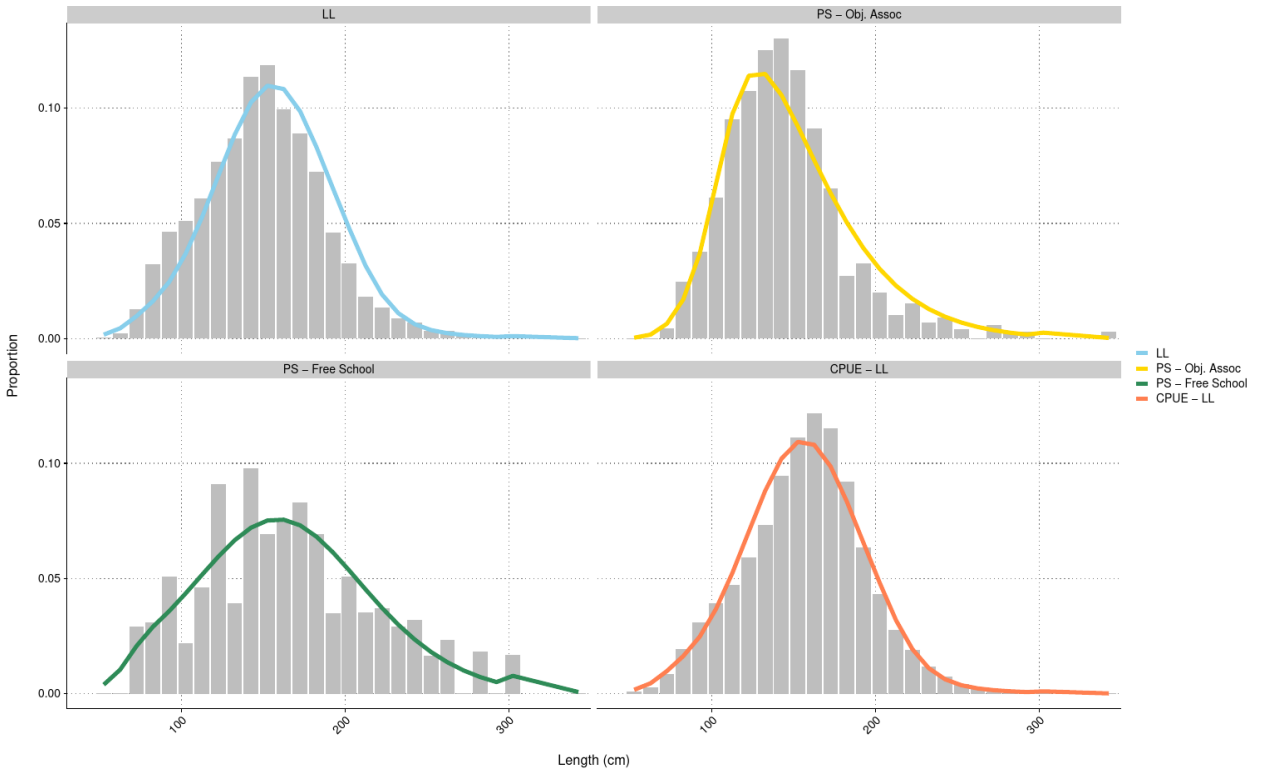 LL
PS – Obj. Assoc
0.10
0.05
0.00
PS – Free School
CPUE – LL
0.10
0.05
0.00
100
200
300
100
200
300
Length (cm)
Proportion
LL
PS – Obj. Assoc
PS – Free School
CPUE – LL